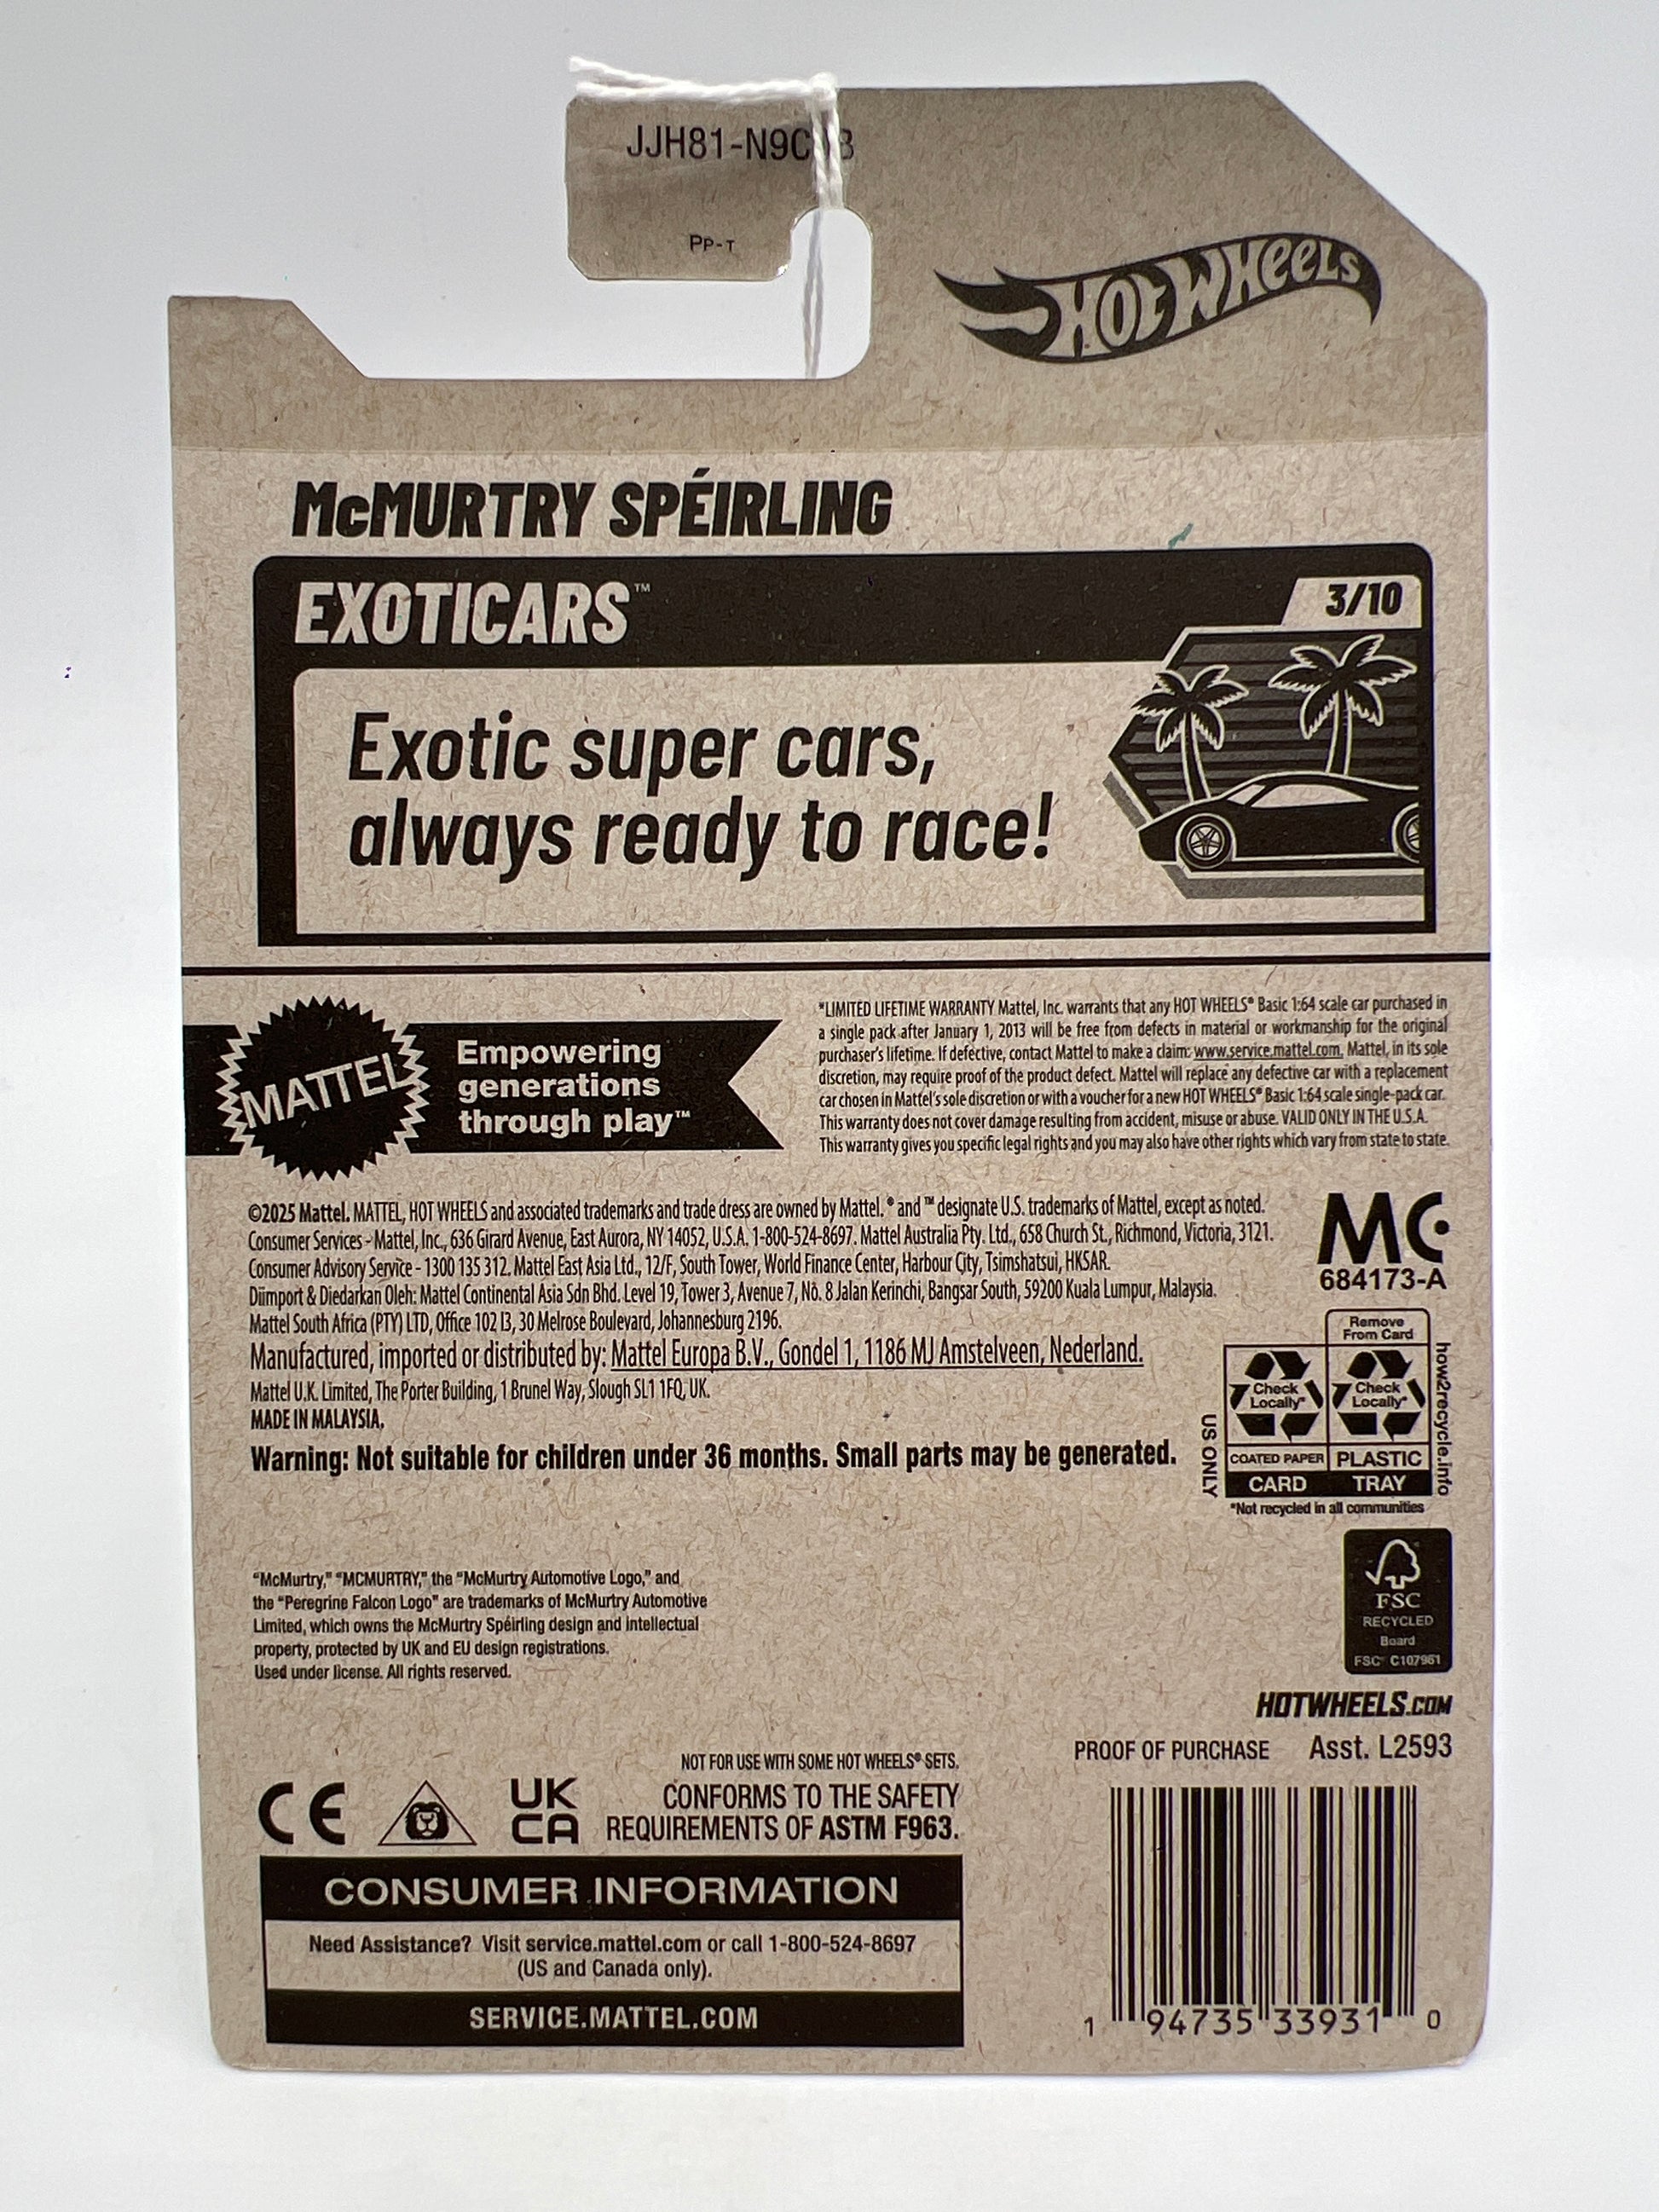 JJH81-N9C
Pp-T
HOT WHEELS
McMURTRY SPÉIRLING
EXOTICARS™
3/10
Exotic super cars,
always ready to race!
MATTEL
Empowering
generations
through play™
*LIMITED LIFETIME WARRANTY Mattel, Inc. warrants that any HOT WHEELS® Basic 1:64 scale car purchased in
a single pack after January 1, 2013 will be free from defects in material or workmanship for the original
purchaser's lifetime. If defective, contact Mattel to make a claim: www.service.mattel.com. Mattel, in its sole
discretion, may require proof of the product defect. Mattel will replace any defective car with a replacement
car chosen in Mattel's sole discretion or with a voucher for a new HOT WHEELS® Basic 1:64 scale single-pack car.
This warranty does not cover damage resulting from accident, misuse or abuse. VALID ONLY IN THE U.S.A.
This warranty gives you specific legal rights and you may also have other rights which vary from state to state.
©2025 Mattel. MATTEL, HOT WHEELS and associated trademarks and trade dress are owned by Mattel. ® and ™ designate U.S. trademarks of Mattel, except as noted.
Consumer Services - Mattel, Inc., 636 Girard Avenue, East Aurora, NY 14052, U.S.A. 1-800-524-8697. Mattel Australia Pty. Ltd., 658 Church St., Richmond, Victoria, 3121.
Consumer Advisory Service - 1300 135 312. Mattel East Asia Ltd., 12/F, South Tower, World Finance Center, Harbour City, Tsimshatsui, HKSAR.
Diimport & Diedarkan Oleh: Mattel Continental Asia Sdn Bhd. Level 19, Tower 3, Avenue 7, No. 8 Jalan Kerinchi, Bangsar South, 59200 Kuala Lumpur, Malaysia.
Mattel South Africa (PTY) LTD, Office 102 I3, 30 Melrose Boulevard, Johannesburg 2196.
Manufactured, imported or distributed by: Mattel Europa B.V., Gondel 1, 1186 MJ Amstelveen, Nederland.
Mattel U.K. Limited, The Porter Building, 1 Brunel Way, Slough SL1 1FQ, UK.
MADE IN MALAYSIA.
Warning: Not suitable for children under 36 months. Small parts may be generated.
MC
684173-A
Remove
From Card
Check
Locally*
Check
Locally*
COATED PAPER
PLASTIC
CARD
TRAY
US ONLY
how2recycle.info
*Not recycled in all communities
FSC
RECYCLED
Board
FSC® C107961
"McMurtry," "MCMURTRY," the "McMurtry Automotive Logo," and
the "Peregrine Falcon Logo" are trademarks of McMurtry Automotive
Limited, which owns the McMurtry Spéirling design and intellectual
property, protected by UK and EU design registrations.
Used under license. All rights reserved.
HOTWHEELS.COM
PROOF OF PURCHASE
Asst. L2593
NOT FOR USE WITH SOME HOT WHEELS® SETS.
CE
UK
CA
CONFORMS TO THE SAFETY
REQUIREMENTS OF ASTM F963.
CONSUMER INFORMATION
Need Assistance? Visit service.mattel.com or call 1-800-524-8697
(US and Canada only).
SERVICE.MATTEL.COM
1 94735 33931 0